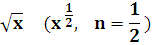 √x (x^½, n = 1/2)